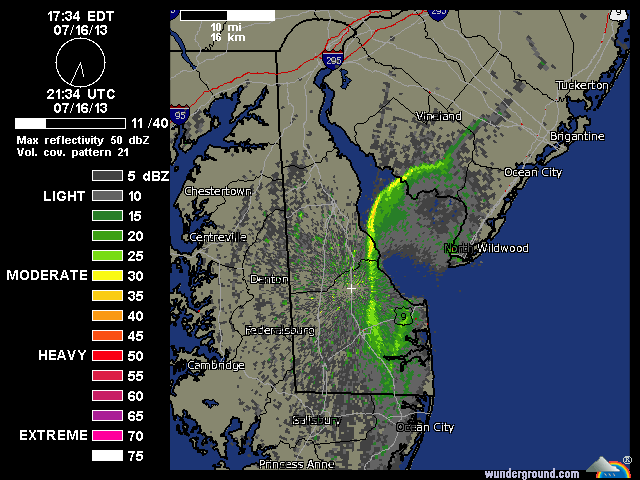 17:34 EDT
07/16/13
21:34 UTC
07/16/13
11 /40
Max reflectivity 50 dbZ
Vol. cov. pattern 21
5 dBZ
LIGHT 10
15
20
25
MODERATE 30
35
40
45
HEAVY 50
55
60
65
EXTREME 70
75
10 mi
16 km
295
295
9
95
Tuckerton
Vineland
Brigantine
Ocean City
Chestertown
Centreville
North Wildwood
Denton
Federalsburg
Cambridge
Salisbury
Ocean City
Princess Anne
wunderground.com ®